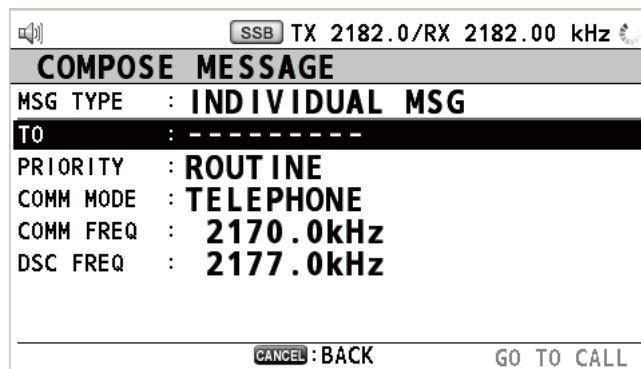 SSB TX 2182.0/RX 2182.00 kHz
COMPOSE MESSAGE
MSG TYPE : INDIVIDUAL MSG
TO : ---------
PRIORITY : ROUTINE
COMM MODE : TELEPHONE
COMM FREQ : 2170.0kHz
DSC FREQ : 2177.0kHz
CANCEL : BACK GO TO CALL